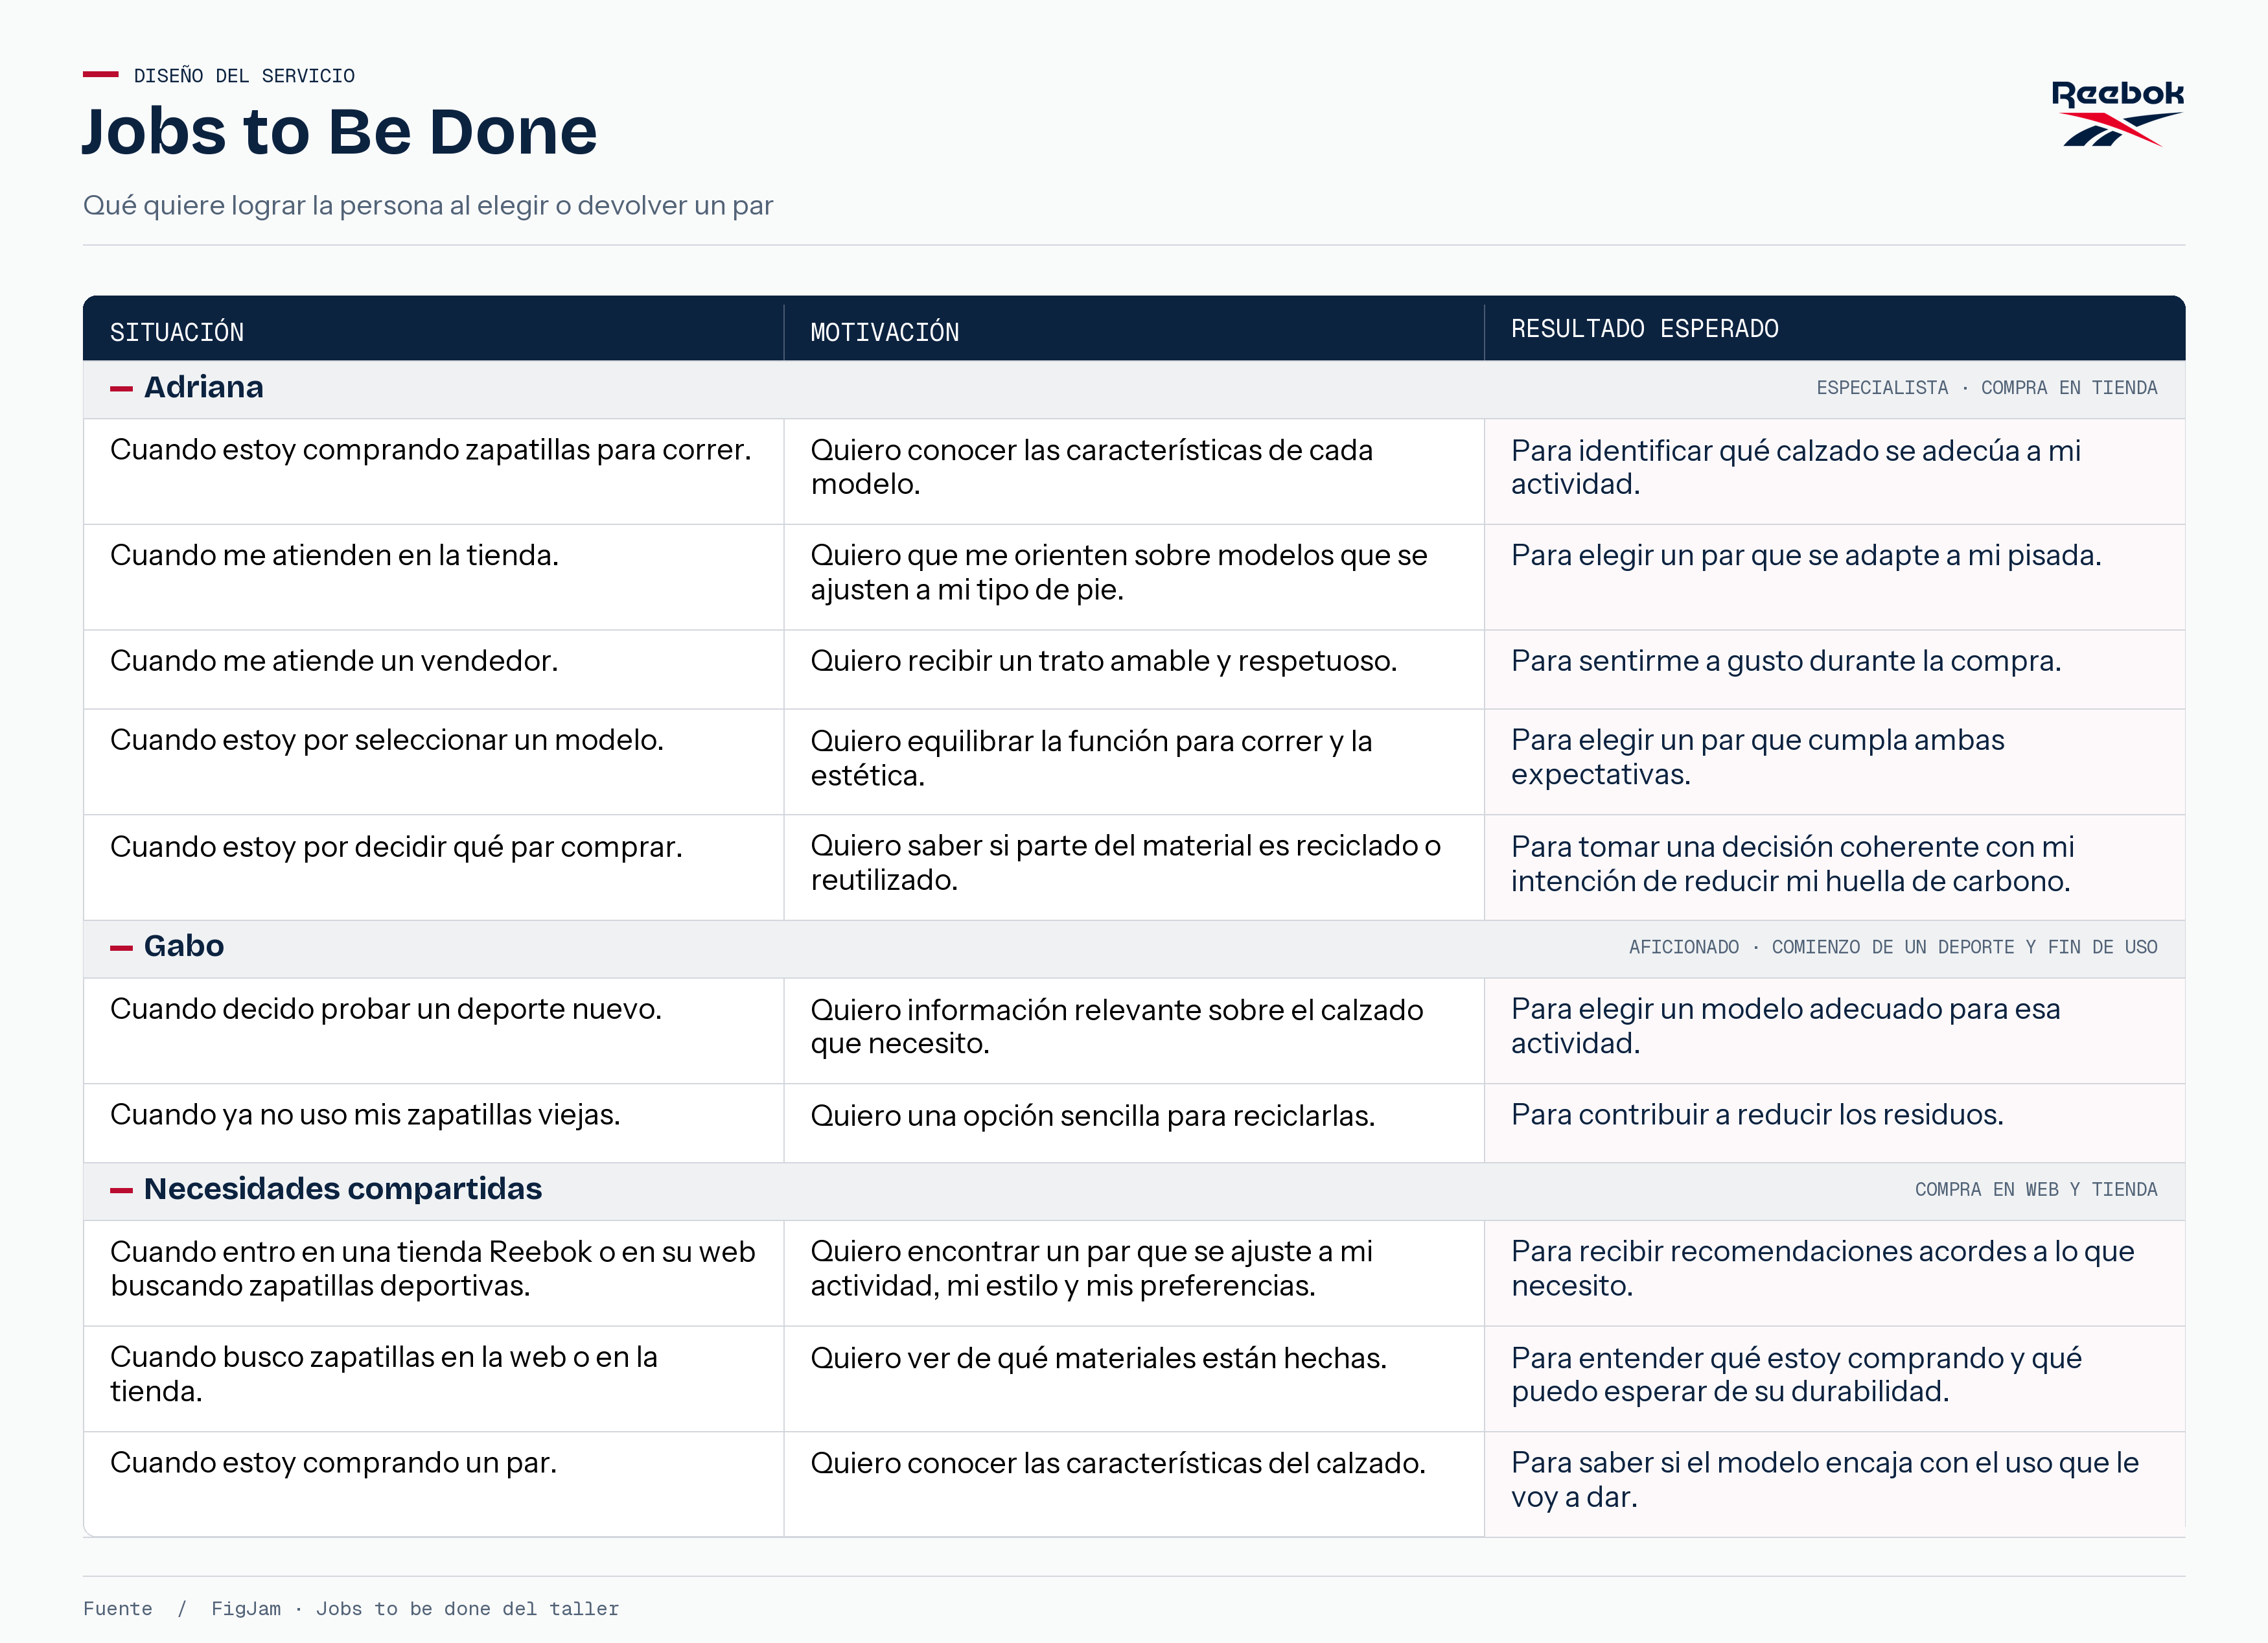 DISEÑO DEL SERVICIO
Jobs to Be Done
Qué quiere lograr la persona al elegir o devolver un par
Reebok
SITUACIÓN
MOTIVACIÓN
RESULTADO ESPERADO
Adriana
ESPECIALISTA · COMPRA EN TIENDA
Cuando estoy comprando zapatillas para correr.
Quiero conocer las características de cada
modelo.
Para identificar qué calzado se adecúa a mi
actividad.
Cuando me atienden en la tienda.
Quiero que me orienten sobre modelos que se
ajusten a mi tipo de pie.
Para elegir un par que se adapte a mi pisada.
Cuando me atiende un vendedor.
Quiero recibir un trato amable y respetuoso.
Para sentirme a gusto durante la compra.
Cuando estoy por seleccionar un modelo.
Quiero equilibrar la función para correr y la
estética.
Para elegir un par que cumpla ambas
expectativas.
Cuando estoy por decidir qué par comprar.
Quiero saber si parte del material es reciclado o
reutilizado.
Para tomar una decisión coherente con mi
intención de reducir mi huella de carbono.
Gabo
AFICIONADO · COMIENZO DE UN DEPORTE Y FIN DE USO
Cuando decido probar un deporte nuevo.
Quiero información relevante sobre el calzado
que necesito.
Para elegir un modelo adecuado para esa
actividad.
Cuando ya no uso mis zapatillas viejas.
Quiero una opción sencilla para reciclarlas.
Para contribuir a reducir los residuos.
Necesidades compartidas
COMPRA EN WEB Y TIENDA
Cuando entro en una tienda Reebok o en su web
buscando zapatillas deportivas.
Quiero encontrar un par que se ajuste a mi
actividad, mi estilo y mis preferencias.
Para recibir recomendaciones acordes a lo que
necesito.
Cuando busco zapatillas en la web o en la
tienda.
Quiero ver de qué materiales están hechas.
Para entender qué estoy comprando y qué
puedo esperar de su durabilidad.
Cuando estoy comprando un par.
Quiero conocer las características del calzado.
Para saber si el modelo encaja con el uso que le
voy a dar.
Fuente / FigJam · Jobs to be done del taller